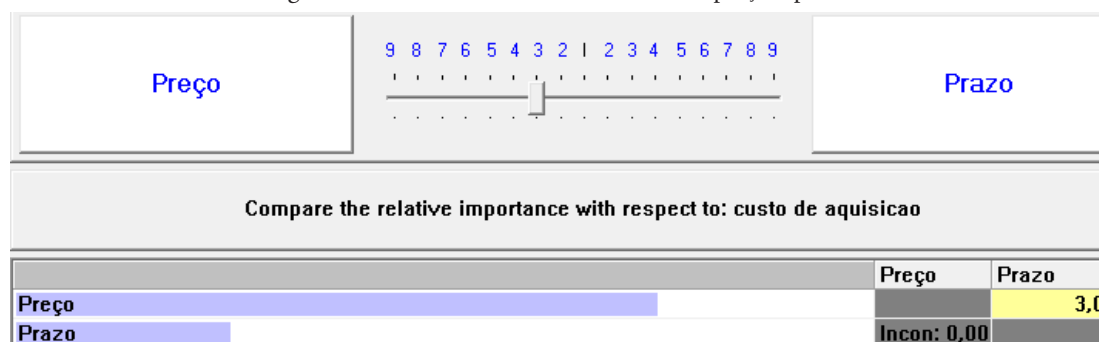 Preço
9 8 7 6 5 4 3 2 1 2 3 4 5 6 7 8 9
Prazo
Compare the relative importance with respect to: custo de aquisicao
Preço Prazo
Preço 3,0
Prazo Incon: 0,00